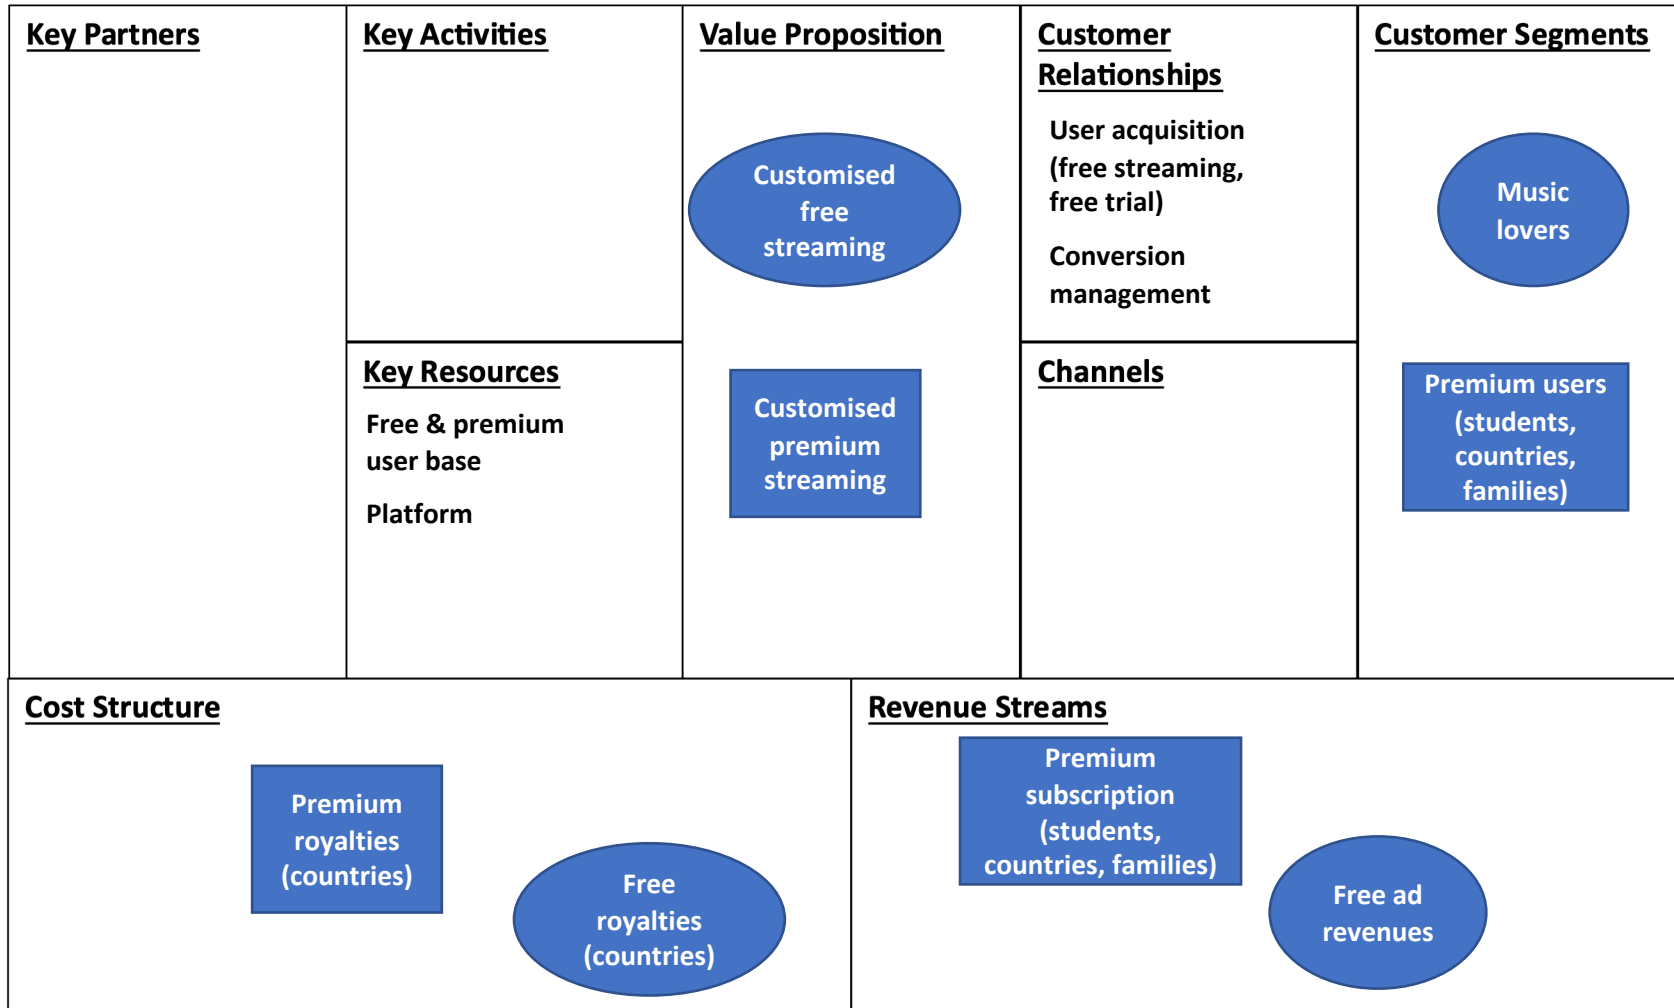 Key Partners
Key Activities
Value Proposition
Customised
free
streaming
Customised
premium
streaming
Customer
Relationships
User acquisition
(free streaming,
free trial)
Conversion
management
Customer Segments
Music
lovers
Premium users
(students,
countries,
families)
Key Resources
Free & premium
user base
Platform
Channels
Cost Structure
Premium
royalties
(countries)
Free
royalties
(countries)
Revenue Streams
Premium
subscription
(students,
countries, families)
Free ad
revenues